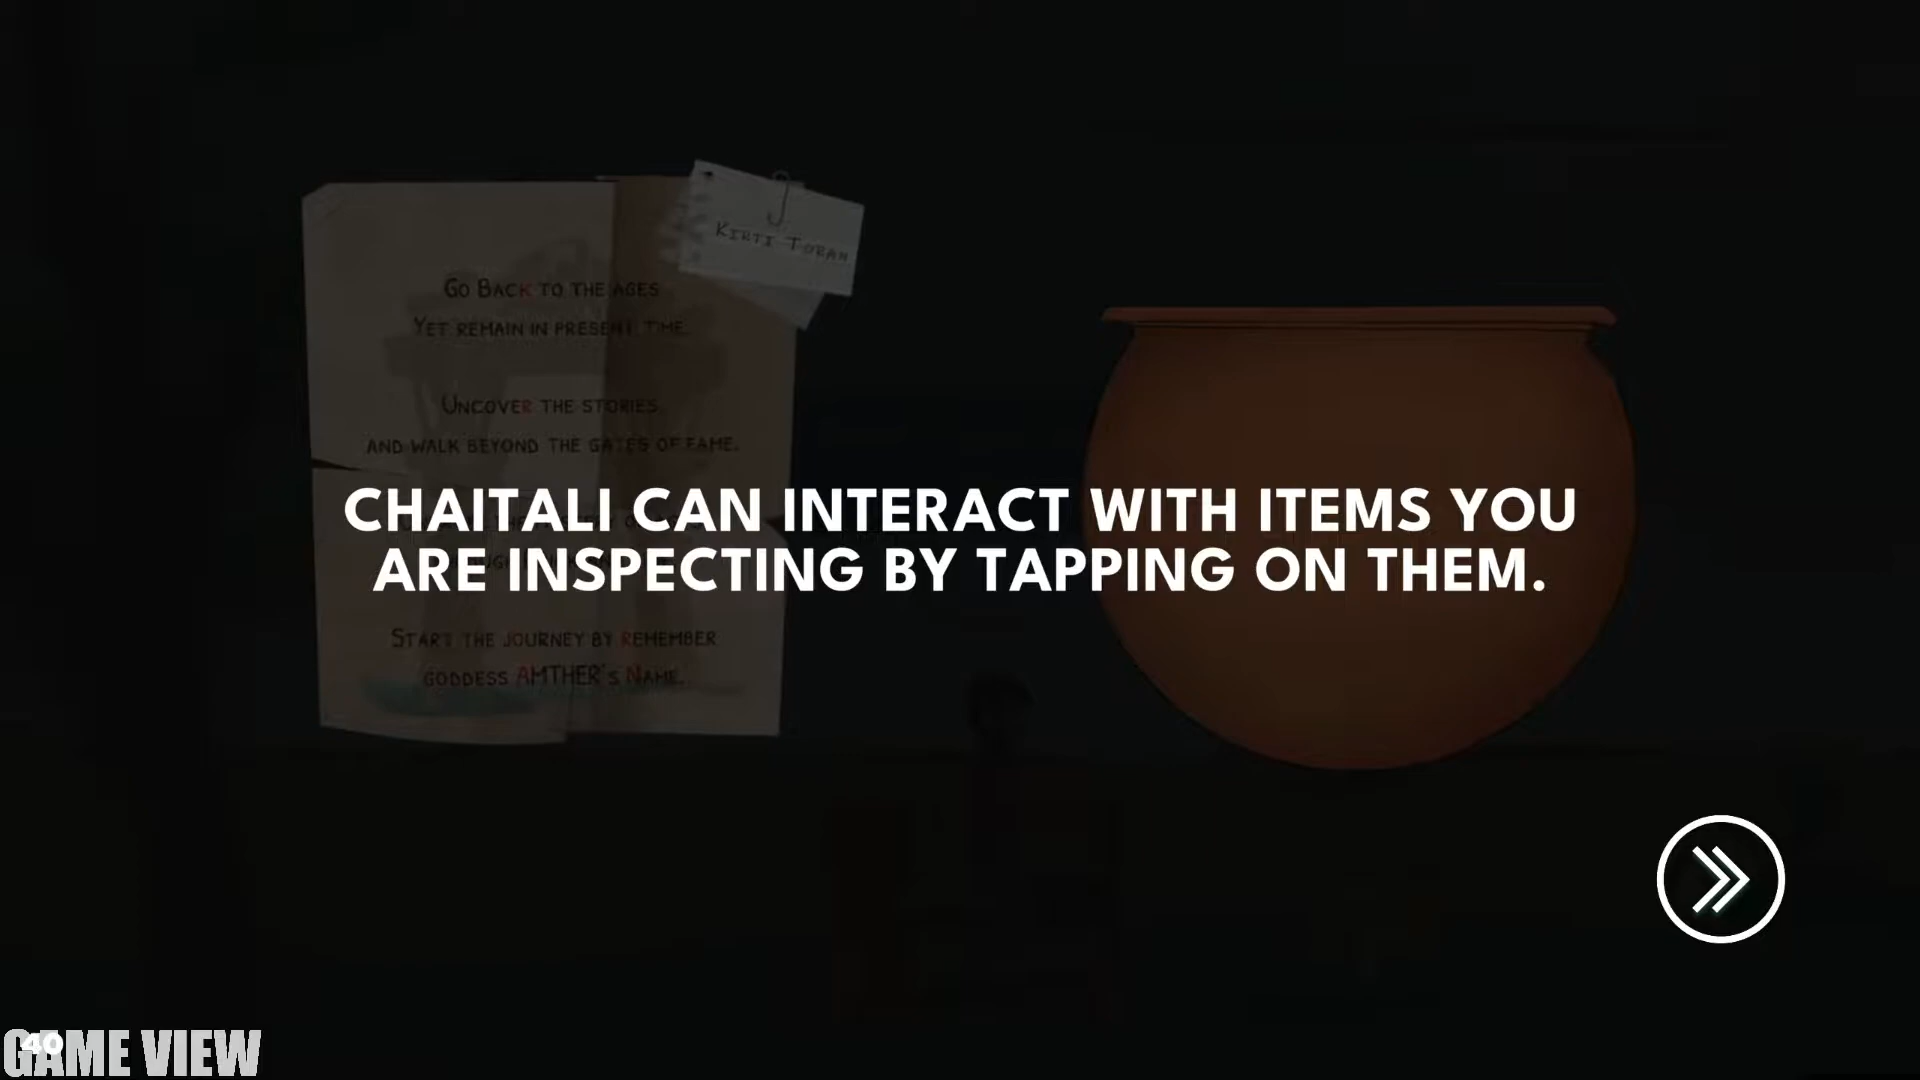 KIRTI TORAN
GO BACK TO THE AGES
YET REMAIN IN PRESENT TIME.
UNCOVER THE STORIES,
AND WALK BEYOND THE GATES OF FAME.
CHAITALI CAN INTERACT WITH ITEMS YOU
ARE INSPECTING BY TAPPING ON THEM.
START THE JOURNEY BY REMEMBER
GODDESS AMTHER'S NAME.
40
GAME VIEW